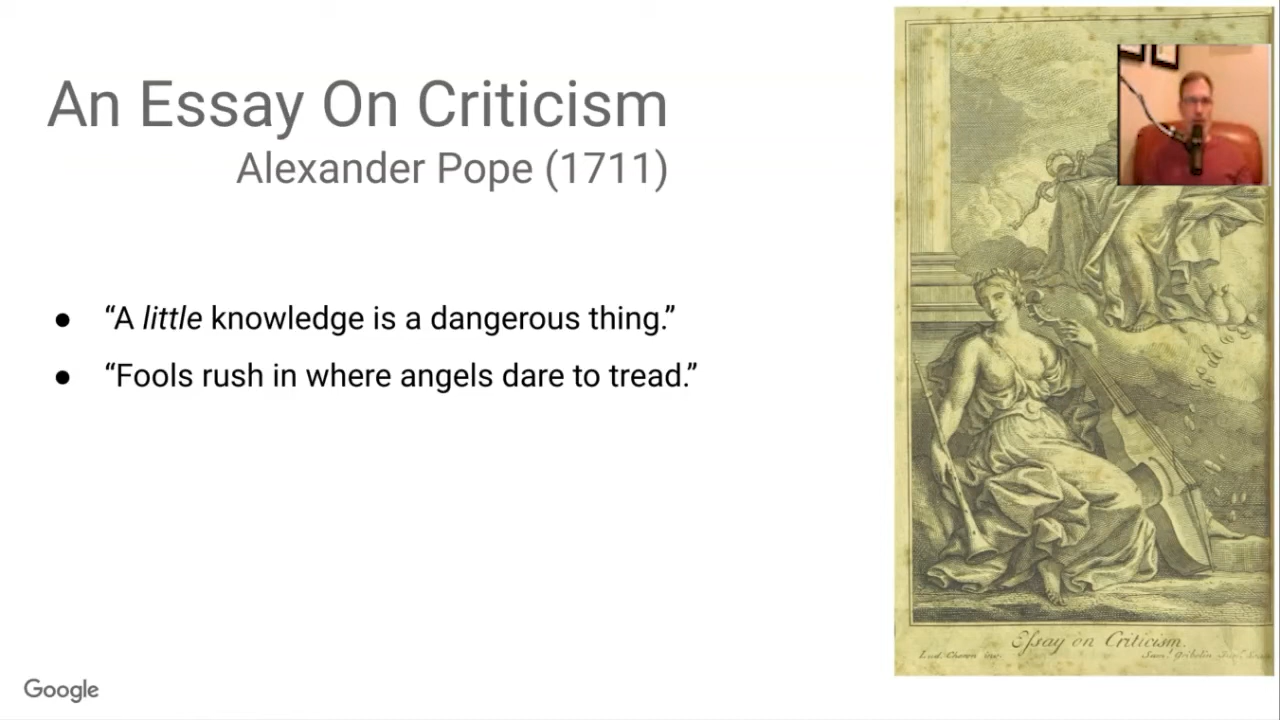 An Essay On Criticism
Alexander Pope (1711)
● “A little knowledge is a dangerous thing.”
● “Fools rush in where angels dare to tread.”
Eſsay on Criticism.
Google